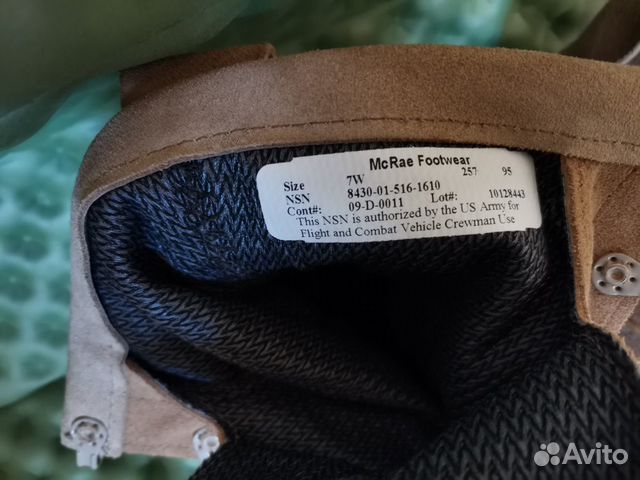 McRae Footwear
Size 7W 257 95
NSN 8430-01-516-1610
Cont#: 09-D-0011 Lot#: 10128443
This NSN is authorized by the US Army for
Flight and Combat Vehicle Crewman Use
Avito